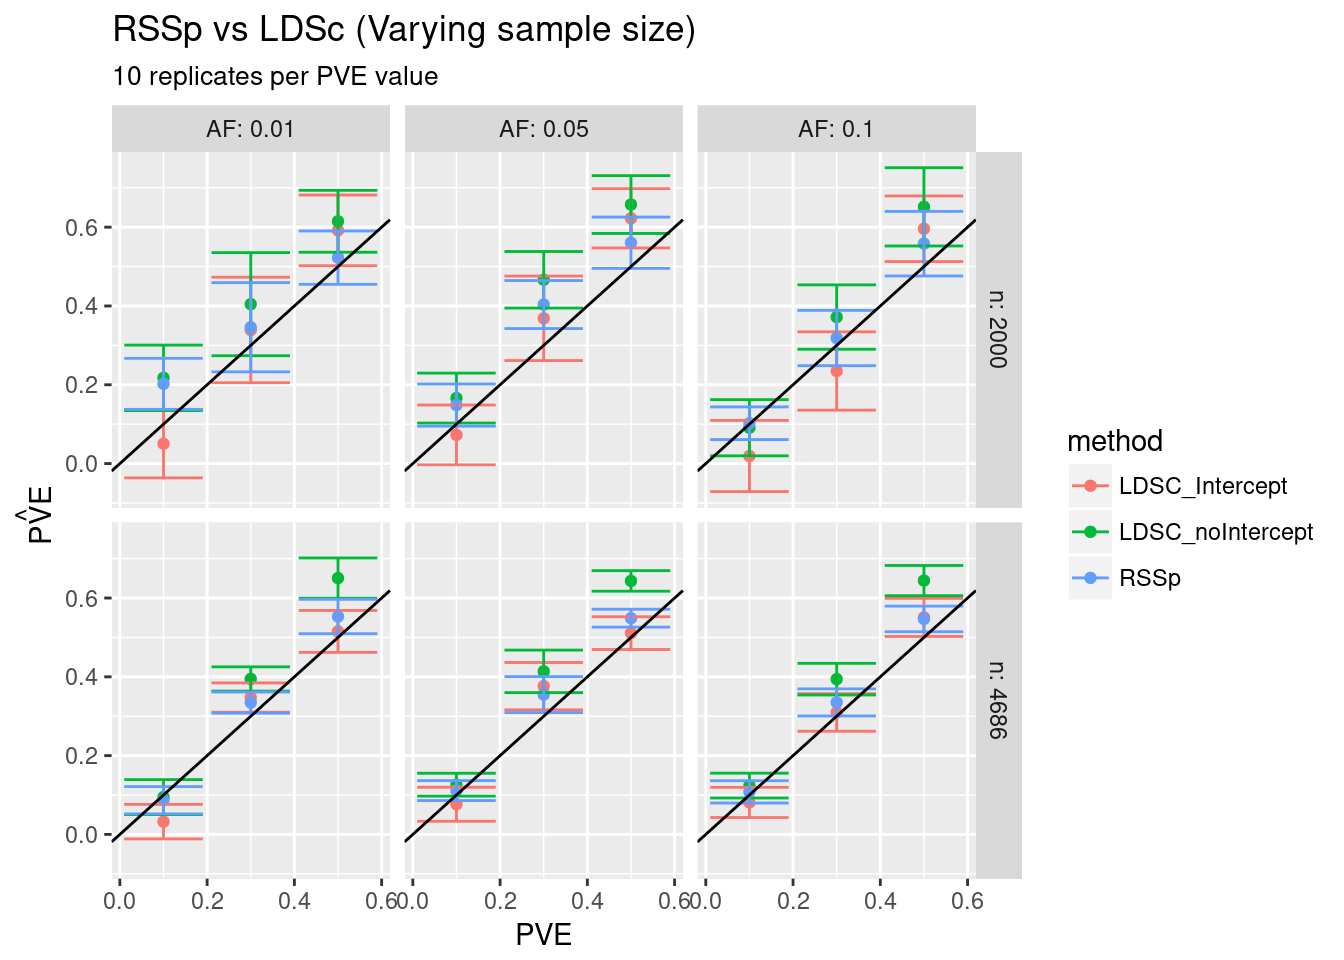 RSSp vs LDSc (Varying sample size)
10 replicates per PVE value
AF: 0.01
AF: 0.05
AF: 0.1
n: 2000
n: 4686
0.6
0.4
0.2
0.0
0.6
0.4
0.2
0.0
0.0 0.2 0.4 0.6
0.0 0.2 0.4 0.6
0.0 0.2 0.4 0.6
PVE
PV̂E
method
LDSC_Intercept
LDSC_noIntercept
RSSp